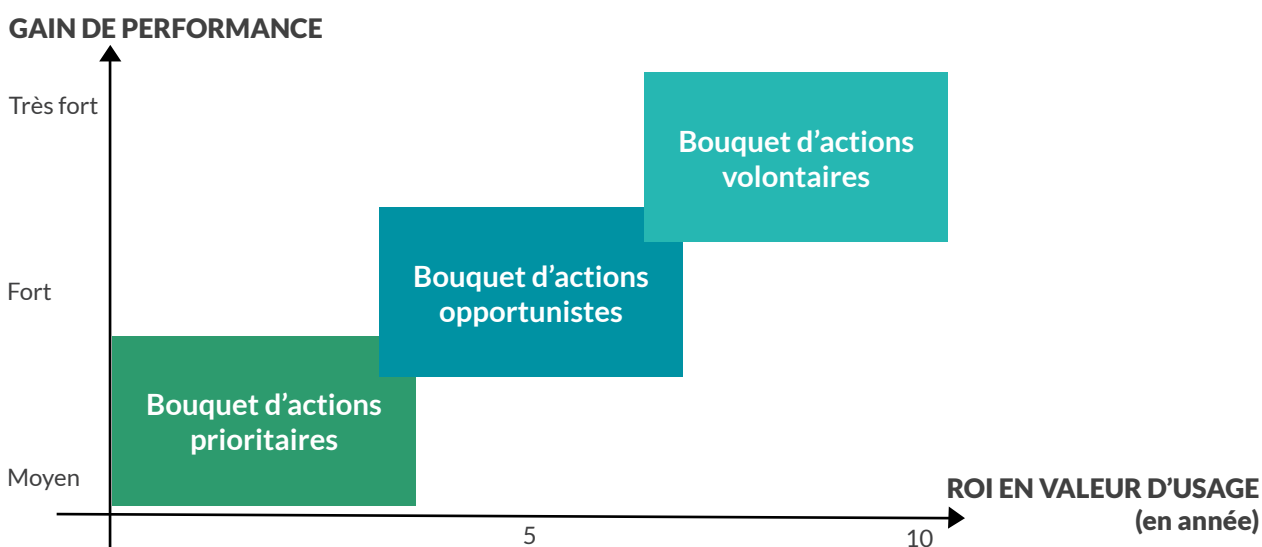 GAIN DE PERFORMANCE
Très fort
Bouquet d’actions
volontaires
Bouquet d’actions
opportunistes
Fort
Bouquet d’actions
prioritaires
Moyen
ROI EN VALEUR D’USAGE
(en année)
5
10